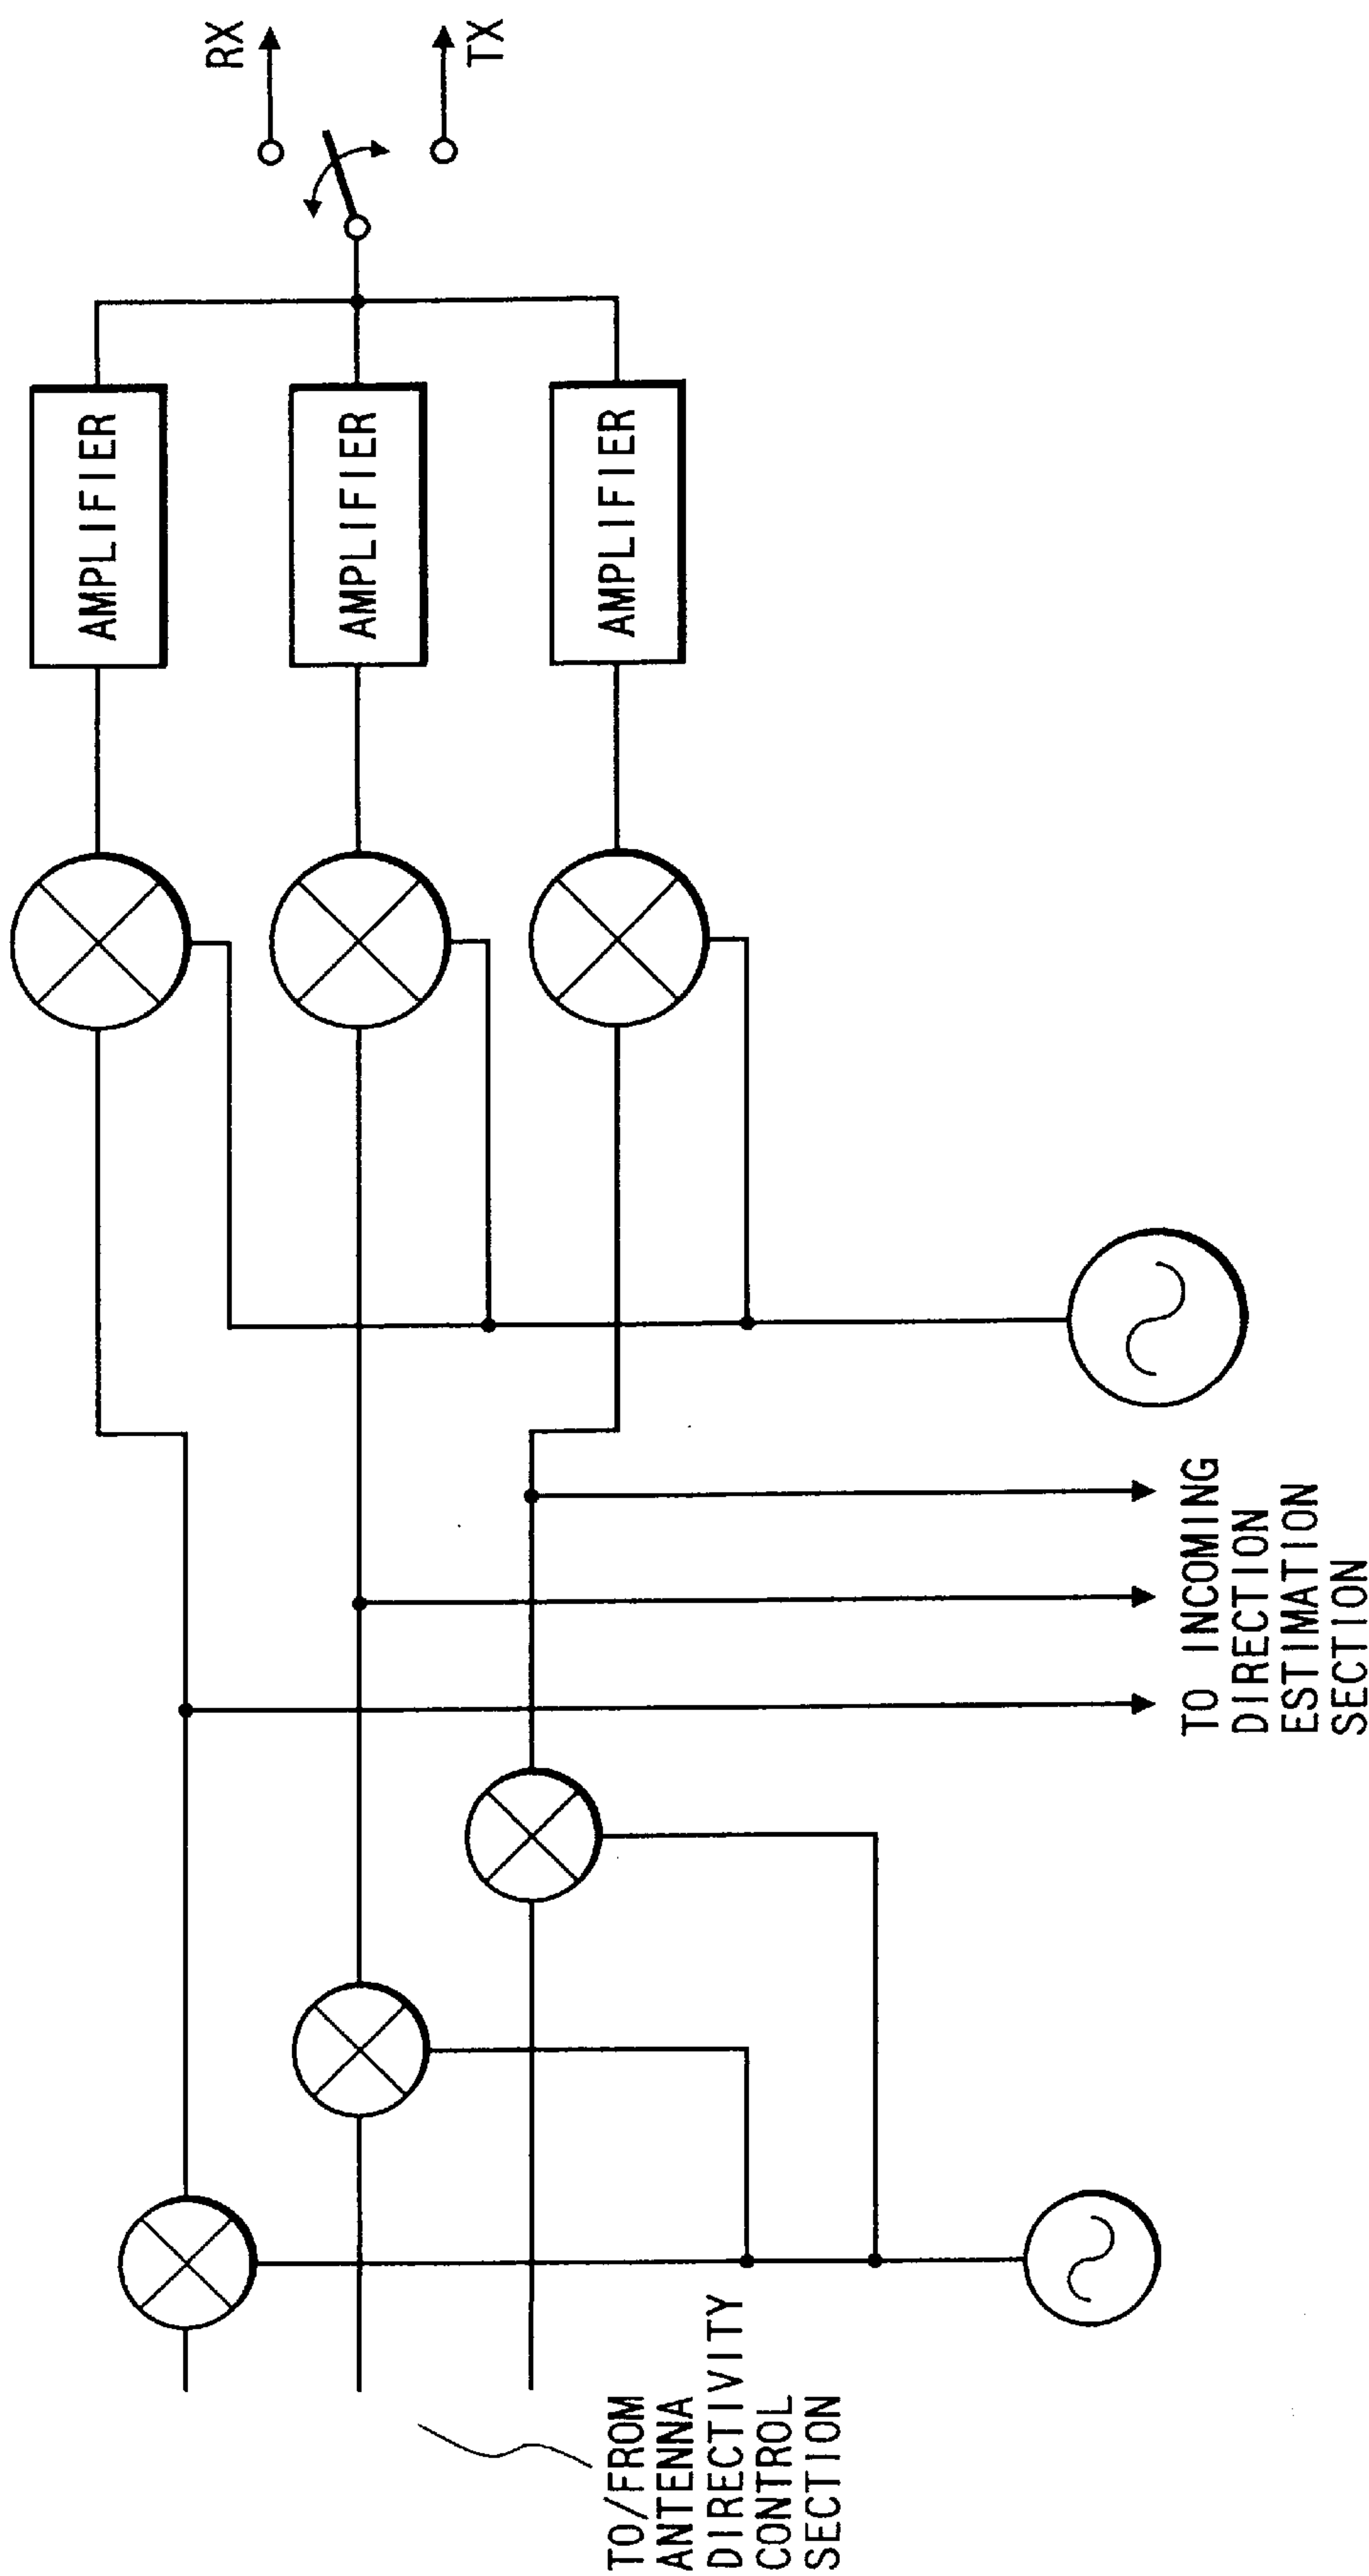 RX
TX
AMPLIFIER
AMPLIFIER
AMPLIFIER
TO INCOMING
DIRECTION
ESTIMATION
SECTION
TO/FROM
ANTENNA
DIRECTIVITY
CONTROL
SECTION